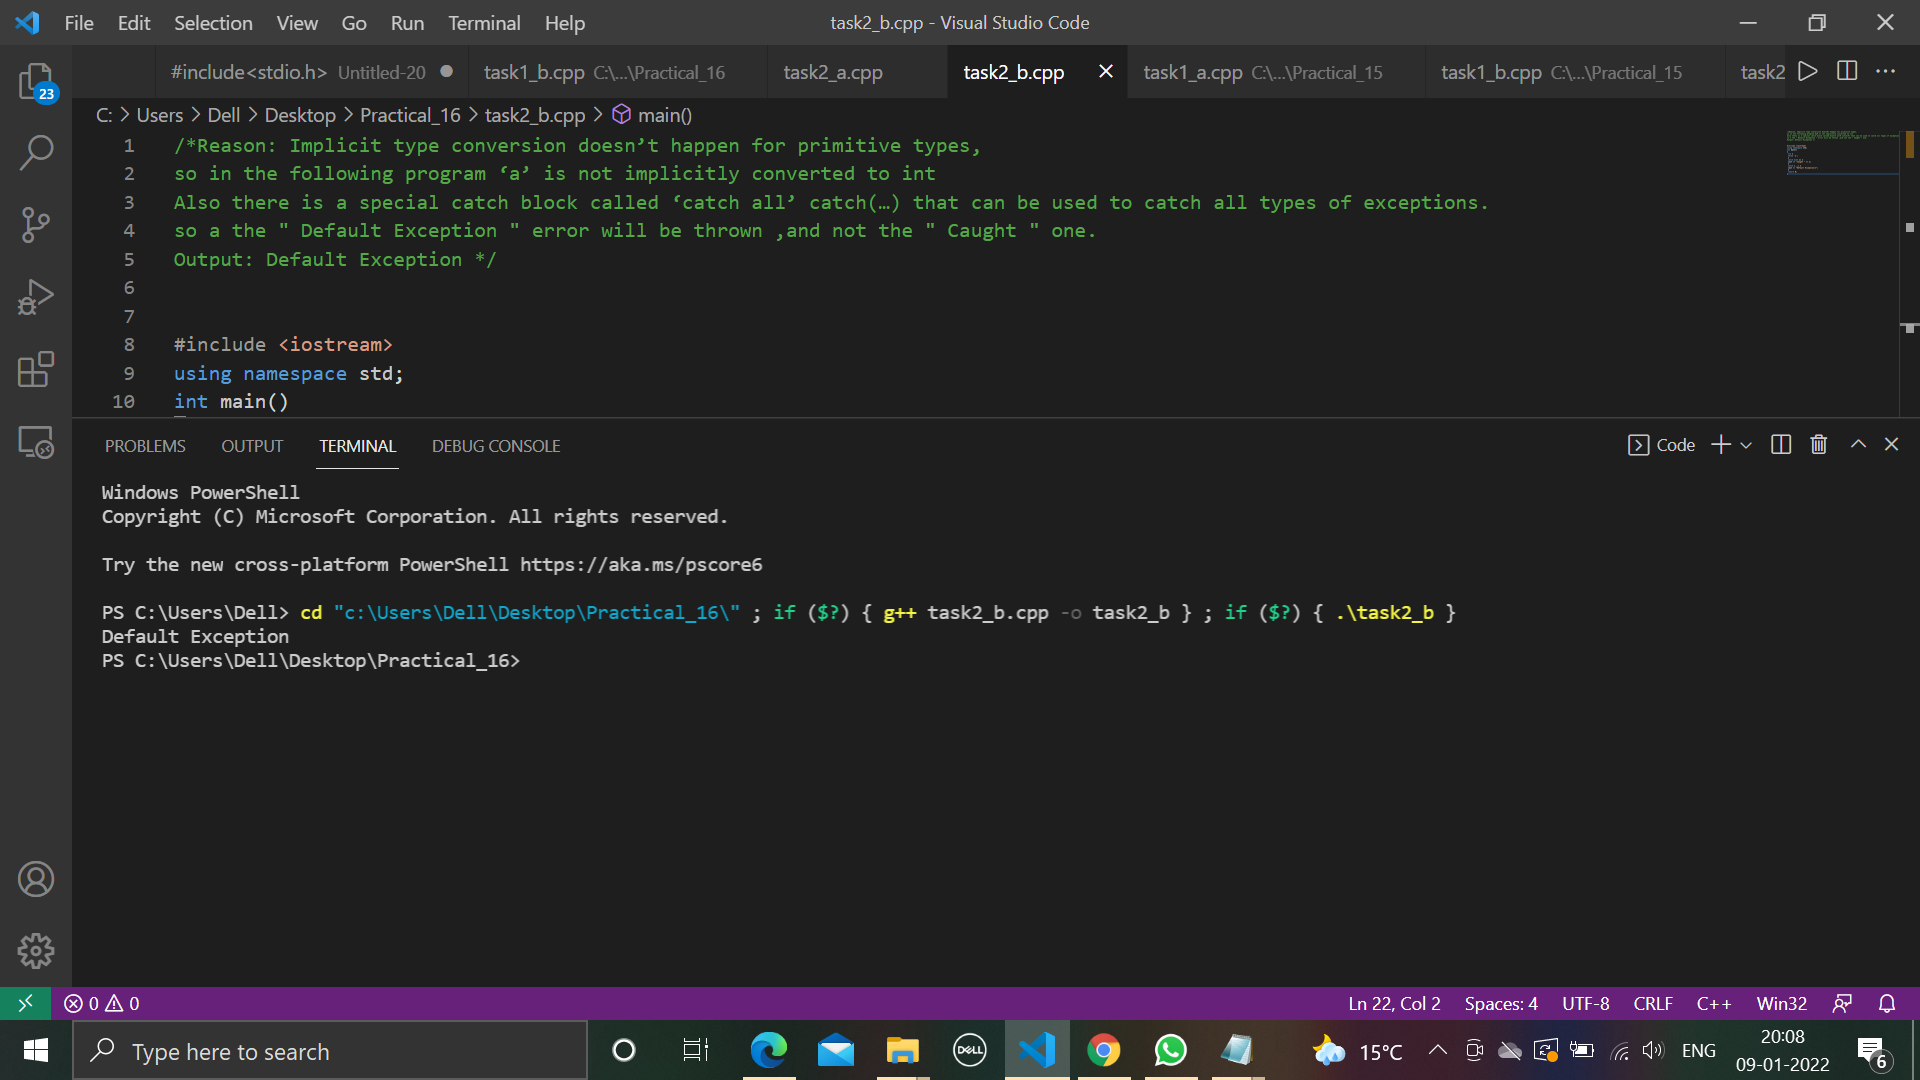 File Edit Selection View Go Run Terminal Help task2_b.cpp - Visual Studio Code
#include<stdio.h> Untitled-20 task1_b.cpp C:\...\Practical_16 task2_a.cpp task2_b.cpp task1_a.cpp C:\...\Practical_15 task1_b.cpp C:\...\Practical_15 task2
23
C: > Users > Dell > Desktop > Practical_16 > task2_b.cpp > main()
1 /*Reason: Implicit type conversion doesn’t happen for primitive types,
2 so in the following program ‘a’ is not implicitly converted to int
3 Also there is a special catch block called ‘catch all’ catch(…) that can be used to catch all types of exceptions.
4 so a the " Default Exception " error will be thrown ,and not the " Caught " one.
5 Output: Default Exception */
6
7
8 #include <iostream>
9 using namespace std;
10 int main()
PROBLEMS OUTPUT TERMINAL DEBUG CONSOLE Code
Windows PowerShell
Copyright (C) Microsoft Corporation. All rights reserved.
Try the new cross-platform PowerShell https://aka.ms/pscore6
PS C:\Users\Dell> cd "c:\Users\Dell\Desktop\Practical_16\" ; if ($?) { g++ task2_b.cpp -o task2_b } ; if ($?) { .\task2_b }
Default Exception
PS C:\Users\Dell\Desktop\Practical_16>
0 0 Ln 22, Col 2 Spaces: 4 UTF-8 CRLF C++ Win32
Type here to search DELL 15°C ENG 20:08
09-01-2022 6